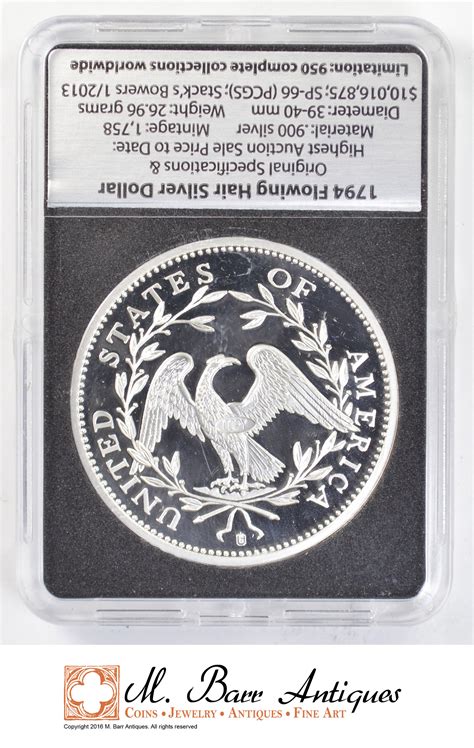 1794 Flowing Hair Silver Dollar
Original Specifications &
Highest Auction Sale Price to Date:
Material: .900 silver Mintage: 1,758
Diameter: 39-40 mm Weight: 26.96 grams
$10,016,875; SP-66 (PCGS); Stack's Bowers 1/2013
Limitation: 950 complete collections worldwide
UNITED STATES OF AMERICA
M. Barr Antiques
COINS • JEWELRY • ANTIQUES • FINE ART
Copyright 2016 M. Barr Antiques. All rights reserved